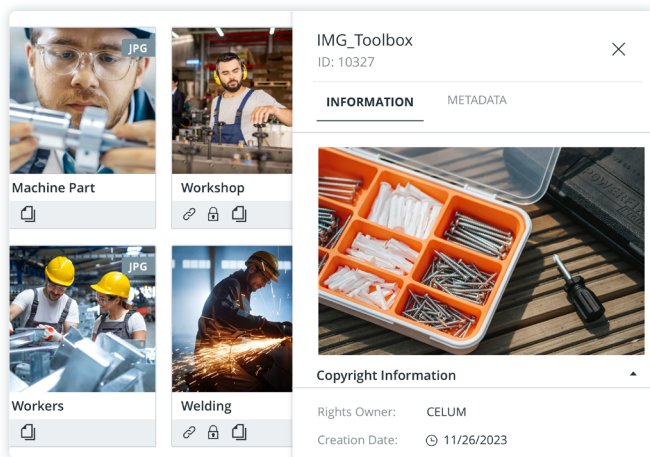 JPG
Machine Part
Workshop
JPG
Workers
Welding
IMG_Toolbox
ID: 10327
INFORMATION
METADATA
Copyright Information
Rights Owner: CELUM
Creation Date: 11/26/2023